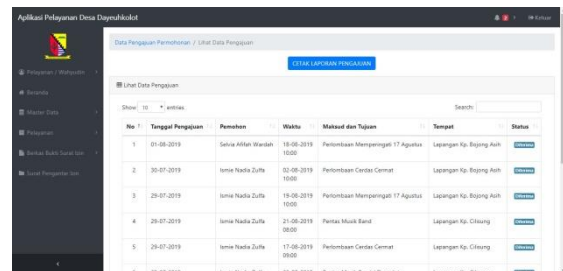 Aplikasi Pelayanan Desa Dayeuhkolot
Keluar
Data Pengajuan Permohonan / Lihat Data Pengajuan
CETAK LAPORAN PENGAJUAN
Pelayanan / Wahyudin
Beranda
Master Data
Pelayanan
Berkas Bukti Surat Izin
Surat Pengantar Izin
Lihat Data Pengajuan
Show 10 entries
Search:
No Tanggal Pengajuan Pemohon Waktu Maksud dan Tujuan Tempat Status
1 01-08-2019 Selvia Afifah Wardah 18-08-2019 10:00 Perlombaan Memperingati 17 Agustus Lapangan Kp. Bojong Asih Diterima
2 30-07-2019 Ismie Nadia Zulfa 02-08-2019 10:00 Perlombaan Cerdas Cermat Lapangan Kp. Bojong Asih Diterima
3 29-07-2019 Ismie Nadia Zulfa 19-08-2019 10:00 Perlombaan Memperingati 17 Agustus Lapangan Kp. Bojong Asih Diterima
4 29-07-2019 Ismie Nadia Zulfa 21-08-2019 08:00 Pentas Musik Band Lapangan Kp. Cilisung Diterima
5 29-07-2019 Ismie Nadia Zulfa 17-08-2019 09:00 Perlombaan Cerdas Cermat Lapangan Kp. Cilisung Diterima